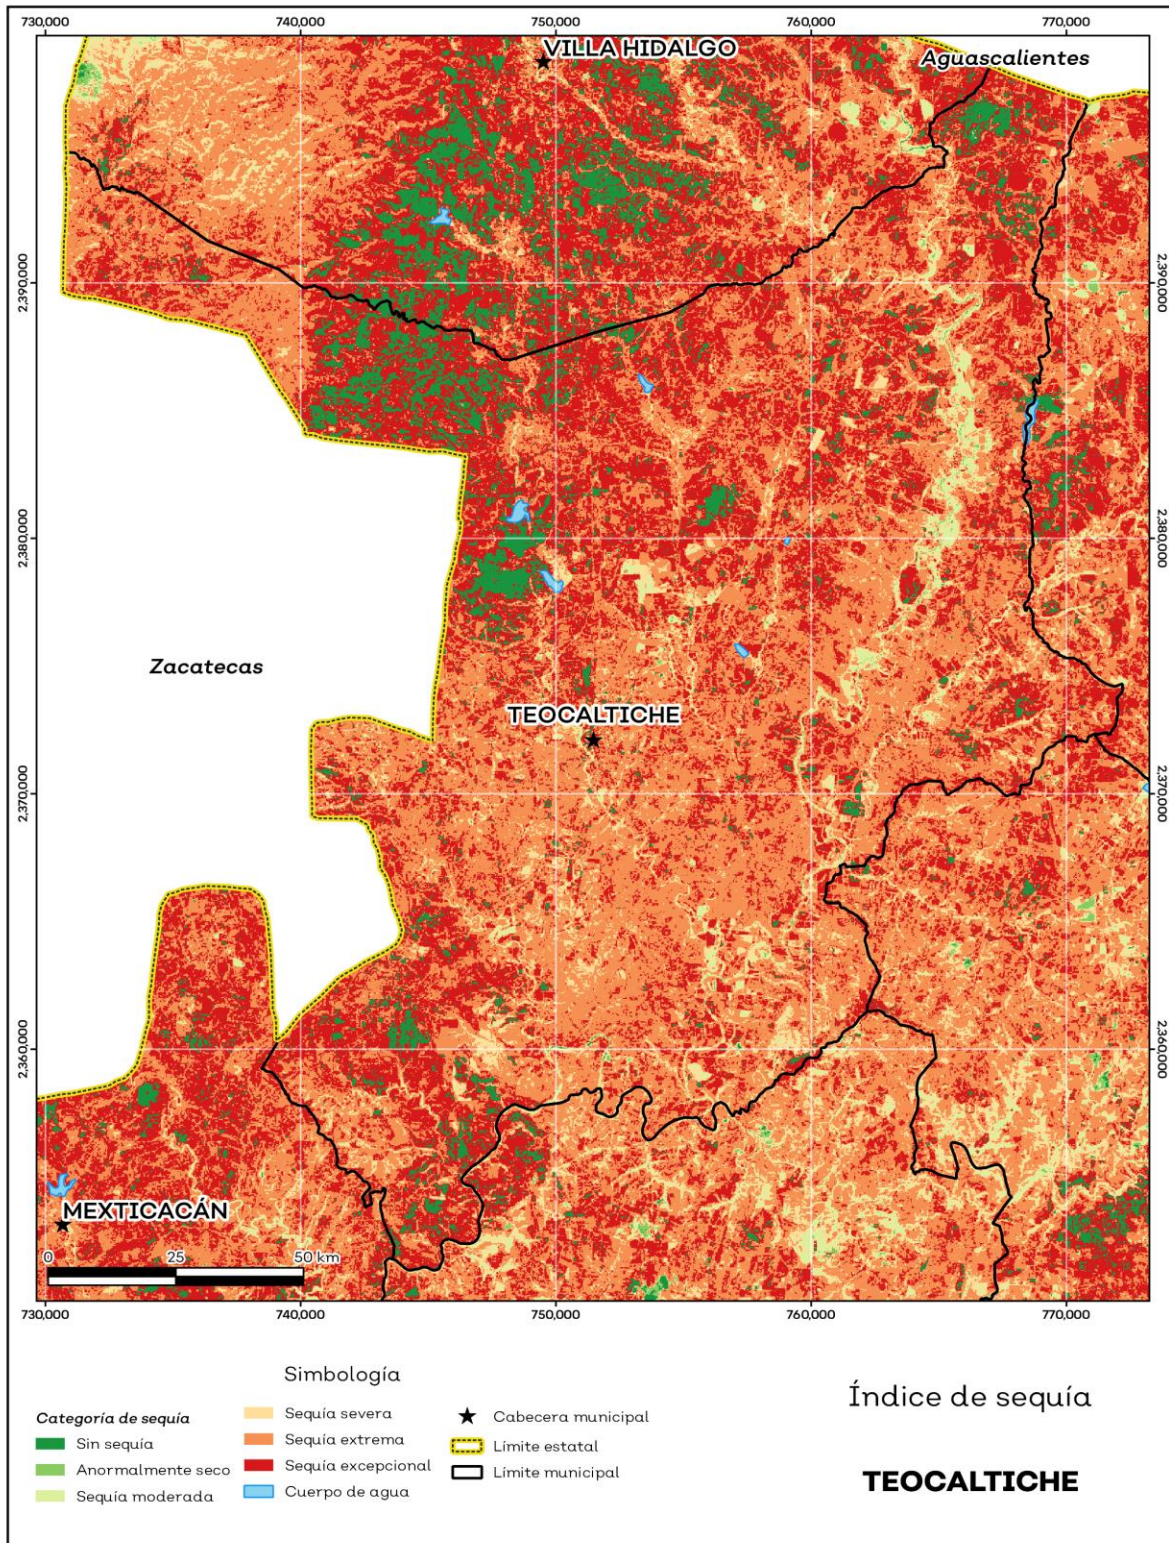 730,000 740,000 750,000 760,000 770,000
VILLA HIDALGO
Aguascalientes
2,390,000 2,390,000
2,380,000 2,380,000
Zacatecas
TEOCALTICHE
2,370,000 2,370,000
2,360,000 2,360,000
MEXTICACÁN
0 25 50 km
730,000 740,000 750,000 760,000 770,000
Simbología
Categoría de sequía
Sin sequía
Anormalmente seco
Sequía moderada
Sequía severa
Sequía extrema
Sequía excepcional
Cuerpo de agua
Cabecera municipal
Límite estatal
Límite municipal
Índice de sequía
TEOCALTICHE